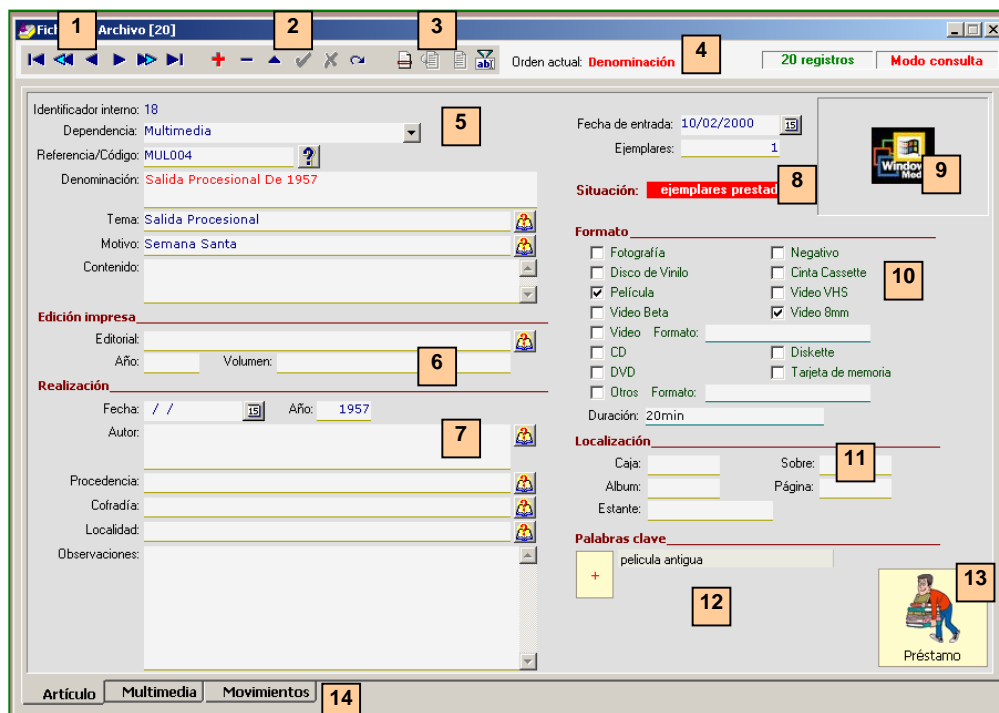 1
2
3
Archivo [20]
4
Orden actual: Denominación
20 registros
Modo consulta
Identificador interno: 18
5
Dependencia: Multimedia
Referencia/Código: MUL004
Denominación: Salida Procesional De 1957
Tema: Salida Procesional
Motivo: Semana Santa
Contenido:
Edición impresa
Editorial:
Año: Volumen:
6
Realización
Fecha: / / 15 Año: 1957
Autor:
7
Procedencia:
Cofradía:
Localidad:
Observaciones:
Fecha de entrada: 10/02/2000 15
Ejemplares: 1
Situación: ejemplares
8
9
Formato
Fotografía Negativo
Disco de Vinilo Cinta Cassette
10
Película Video VHS
Video Beta Video 8mm
Video Formato:
CD Diskette
DVD Tarjeta de memoria
Otros Formato:
Duración: 20min
Localización
Caja: Sobre:
11
Album: Página:
Estante:
Palabras clave
+ pelicula antigua
12
13
Préstamo
Artículo Multimedia Movimientos
14